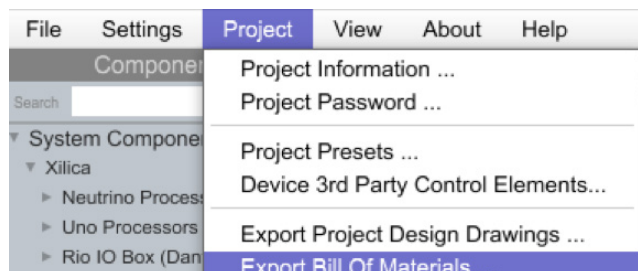 File Settings Project View About Help
Componen
Search
System Compone
Xilica
Neutrino Process
Uno Processors
Rio IO Box (Dan
Project Information ...
Project Password ...
Project Presets ...
Device 3rd Party Control Elements...
Export Project Design Drawings ...
Export Bill Of Materials